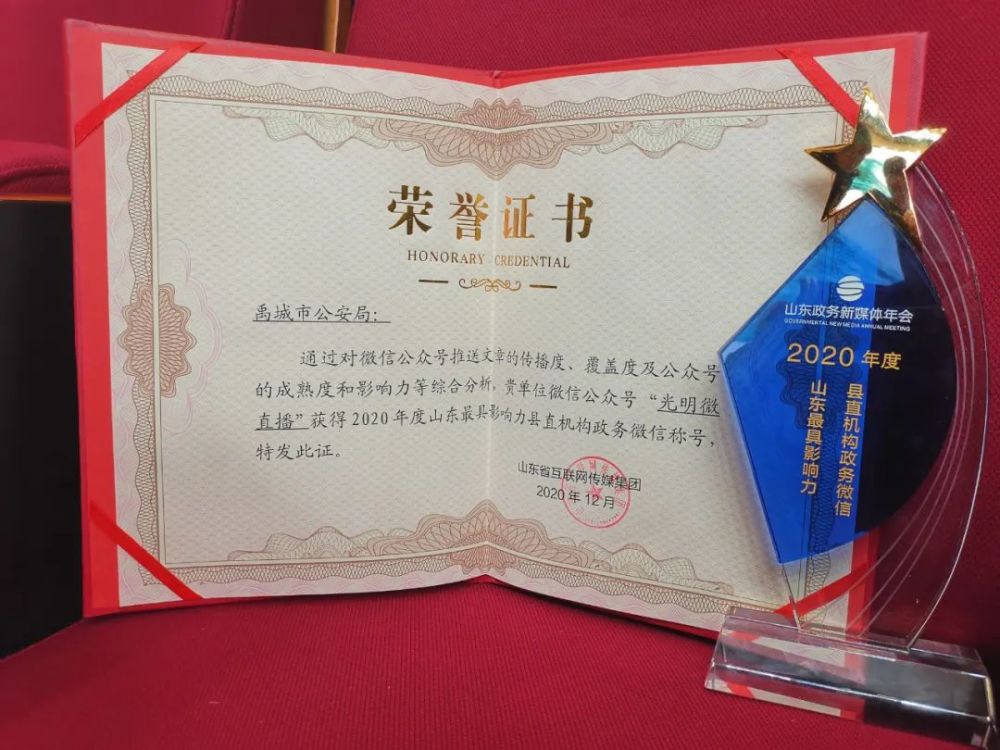 荣誉证书
HONORARY CREDENTIAL
禹城市公安局：
通过对微信公众号推送文章的传播度、覆盖度及公众号
的成熟度和影响力等综合分析，贵单位微信公众号“光明微
直播”获得2020年度山东最具影响力县直机构政务微信称号，
特发此证。
山东省互联网传媒集团
2020年12月
山东政务新媒体年会
GOVERNMENTAL NEW MEDIA ANNUAL MEETING
2020年度
山东最具影响力
县直机构政务微信